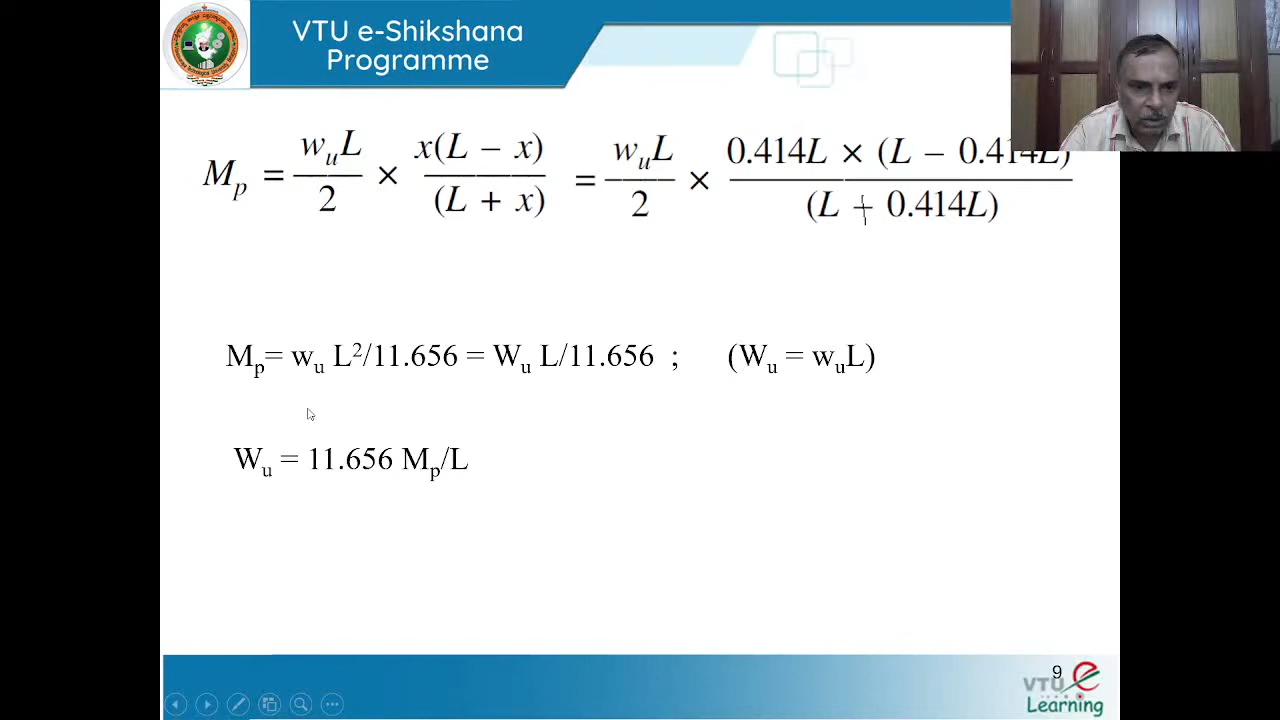 VTU e-Shikshana
Programme
M_p = w_u L / 2 × x(L − x) / (L + x) = w_u L / 2 × 0.414L × (L − 0.414L) / (L + 0.414L)
M_p= w_u L²/11.656 = W_u L/11.656 ; (W_u = w_uL)
W_u = 11.656 M_p/L
9
VTU e
Learning